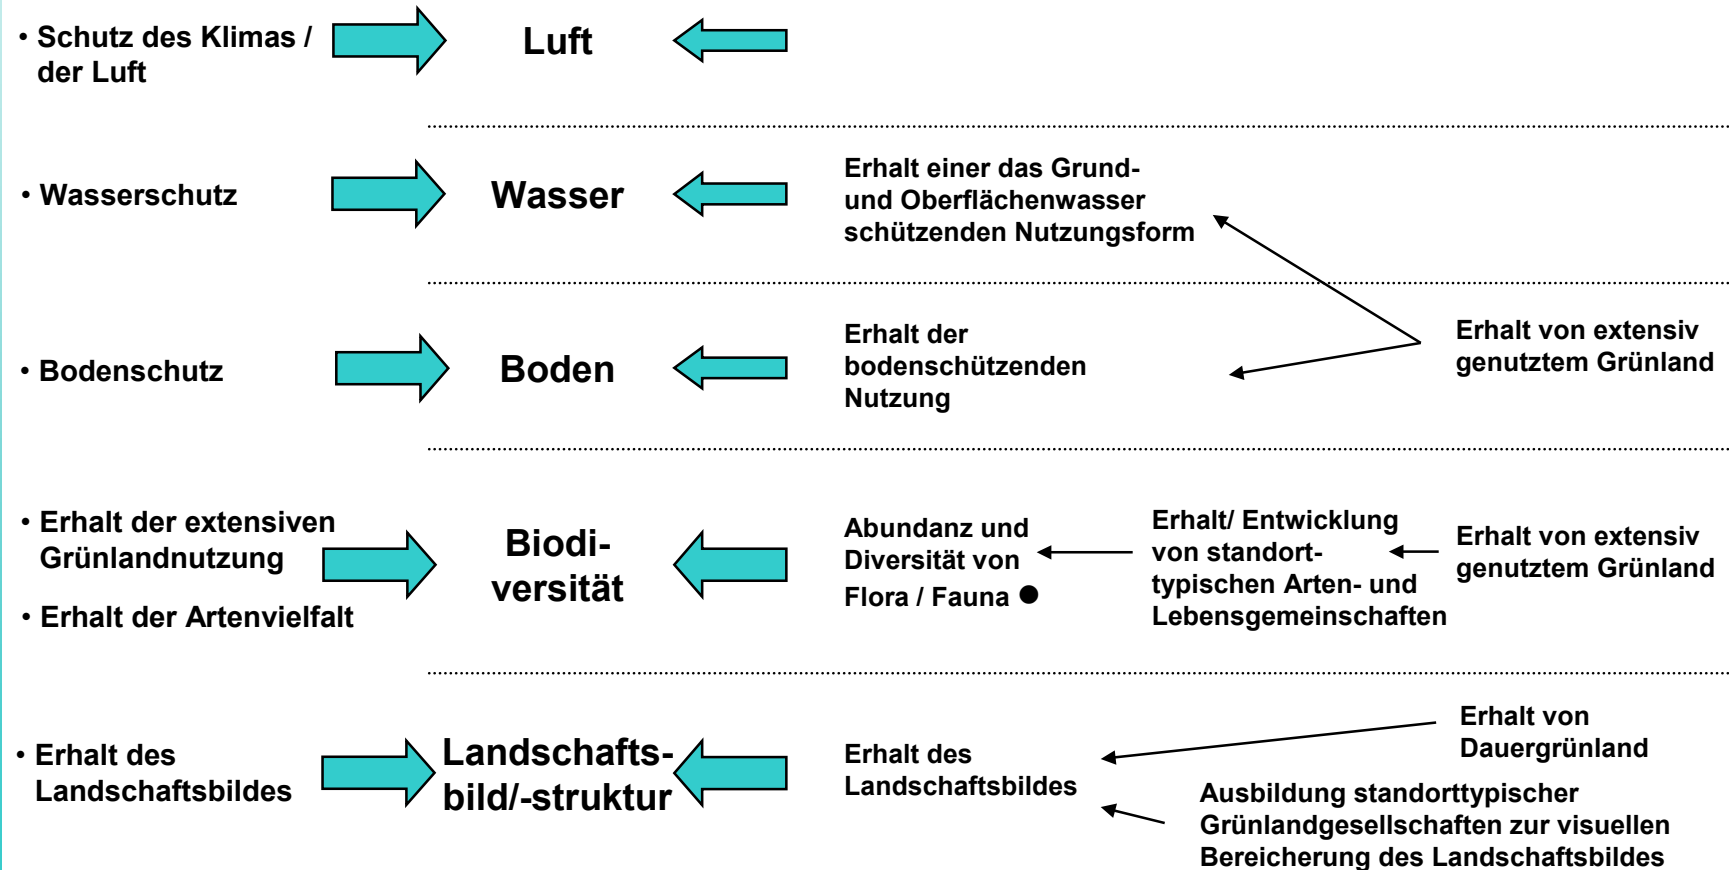 • Schutz des Klimas /
der Luft
Luft
• Wasserschutz
Wasser
Erhalt einer das Grund-
und Oberflächenwasser
schützenden Nutzungsform
• Bodenschutz
Boden
Erhalt der
bodenschützenden
Nutzung
Erhalt von extensiv
genutztem Grünland
• Erhalt der extensiven
Grünlandnutzung
• Erhalt der Artenvielfalt
Biodi-
versität
Abundanz und
Diversität von
Flora / Fauna ●
Erhalt/ Entwicklung
von standort-
typischen Arten- und
Lebensgemeinschaften
Erhalt von extensiv
genutztem Grünland
• Erhalt des
Landschaftsbildes
Landschafts-
bild/-struktur
Erhalt des
Landschaftsbildes
Erhalt von
Dauergrünland
Ausbildung standorttypischer
Grünlandgesellschaften zur visuellen
Bereicherung des Landschaftsbildes